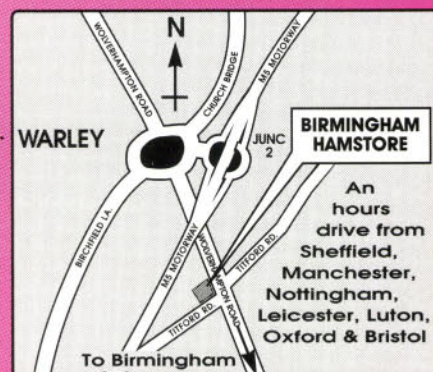 N
WOLVERHAMPTON ROAD
CHURCH BRIDGE
M5 MOTORWAY
WARLEY
JUNC
2
BIRMINGHAM
HAMSTORE
BIRCHFIELD LA.
M5 MOTORWAY
WOLVERHAMPTON ROAD
TITFORD RD.
TITFORD RD.
An
hours
drive from
Sheffield,
Manchester,
Nottingham,
Leicester, Luton,
Oxford & Bristol
To Birmingham